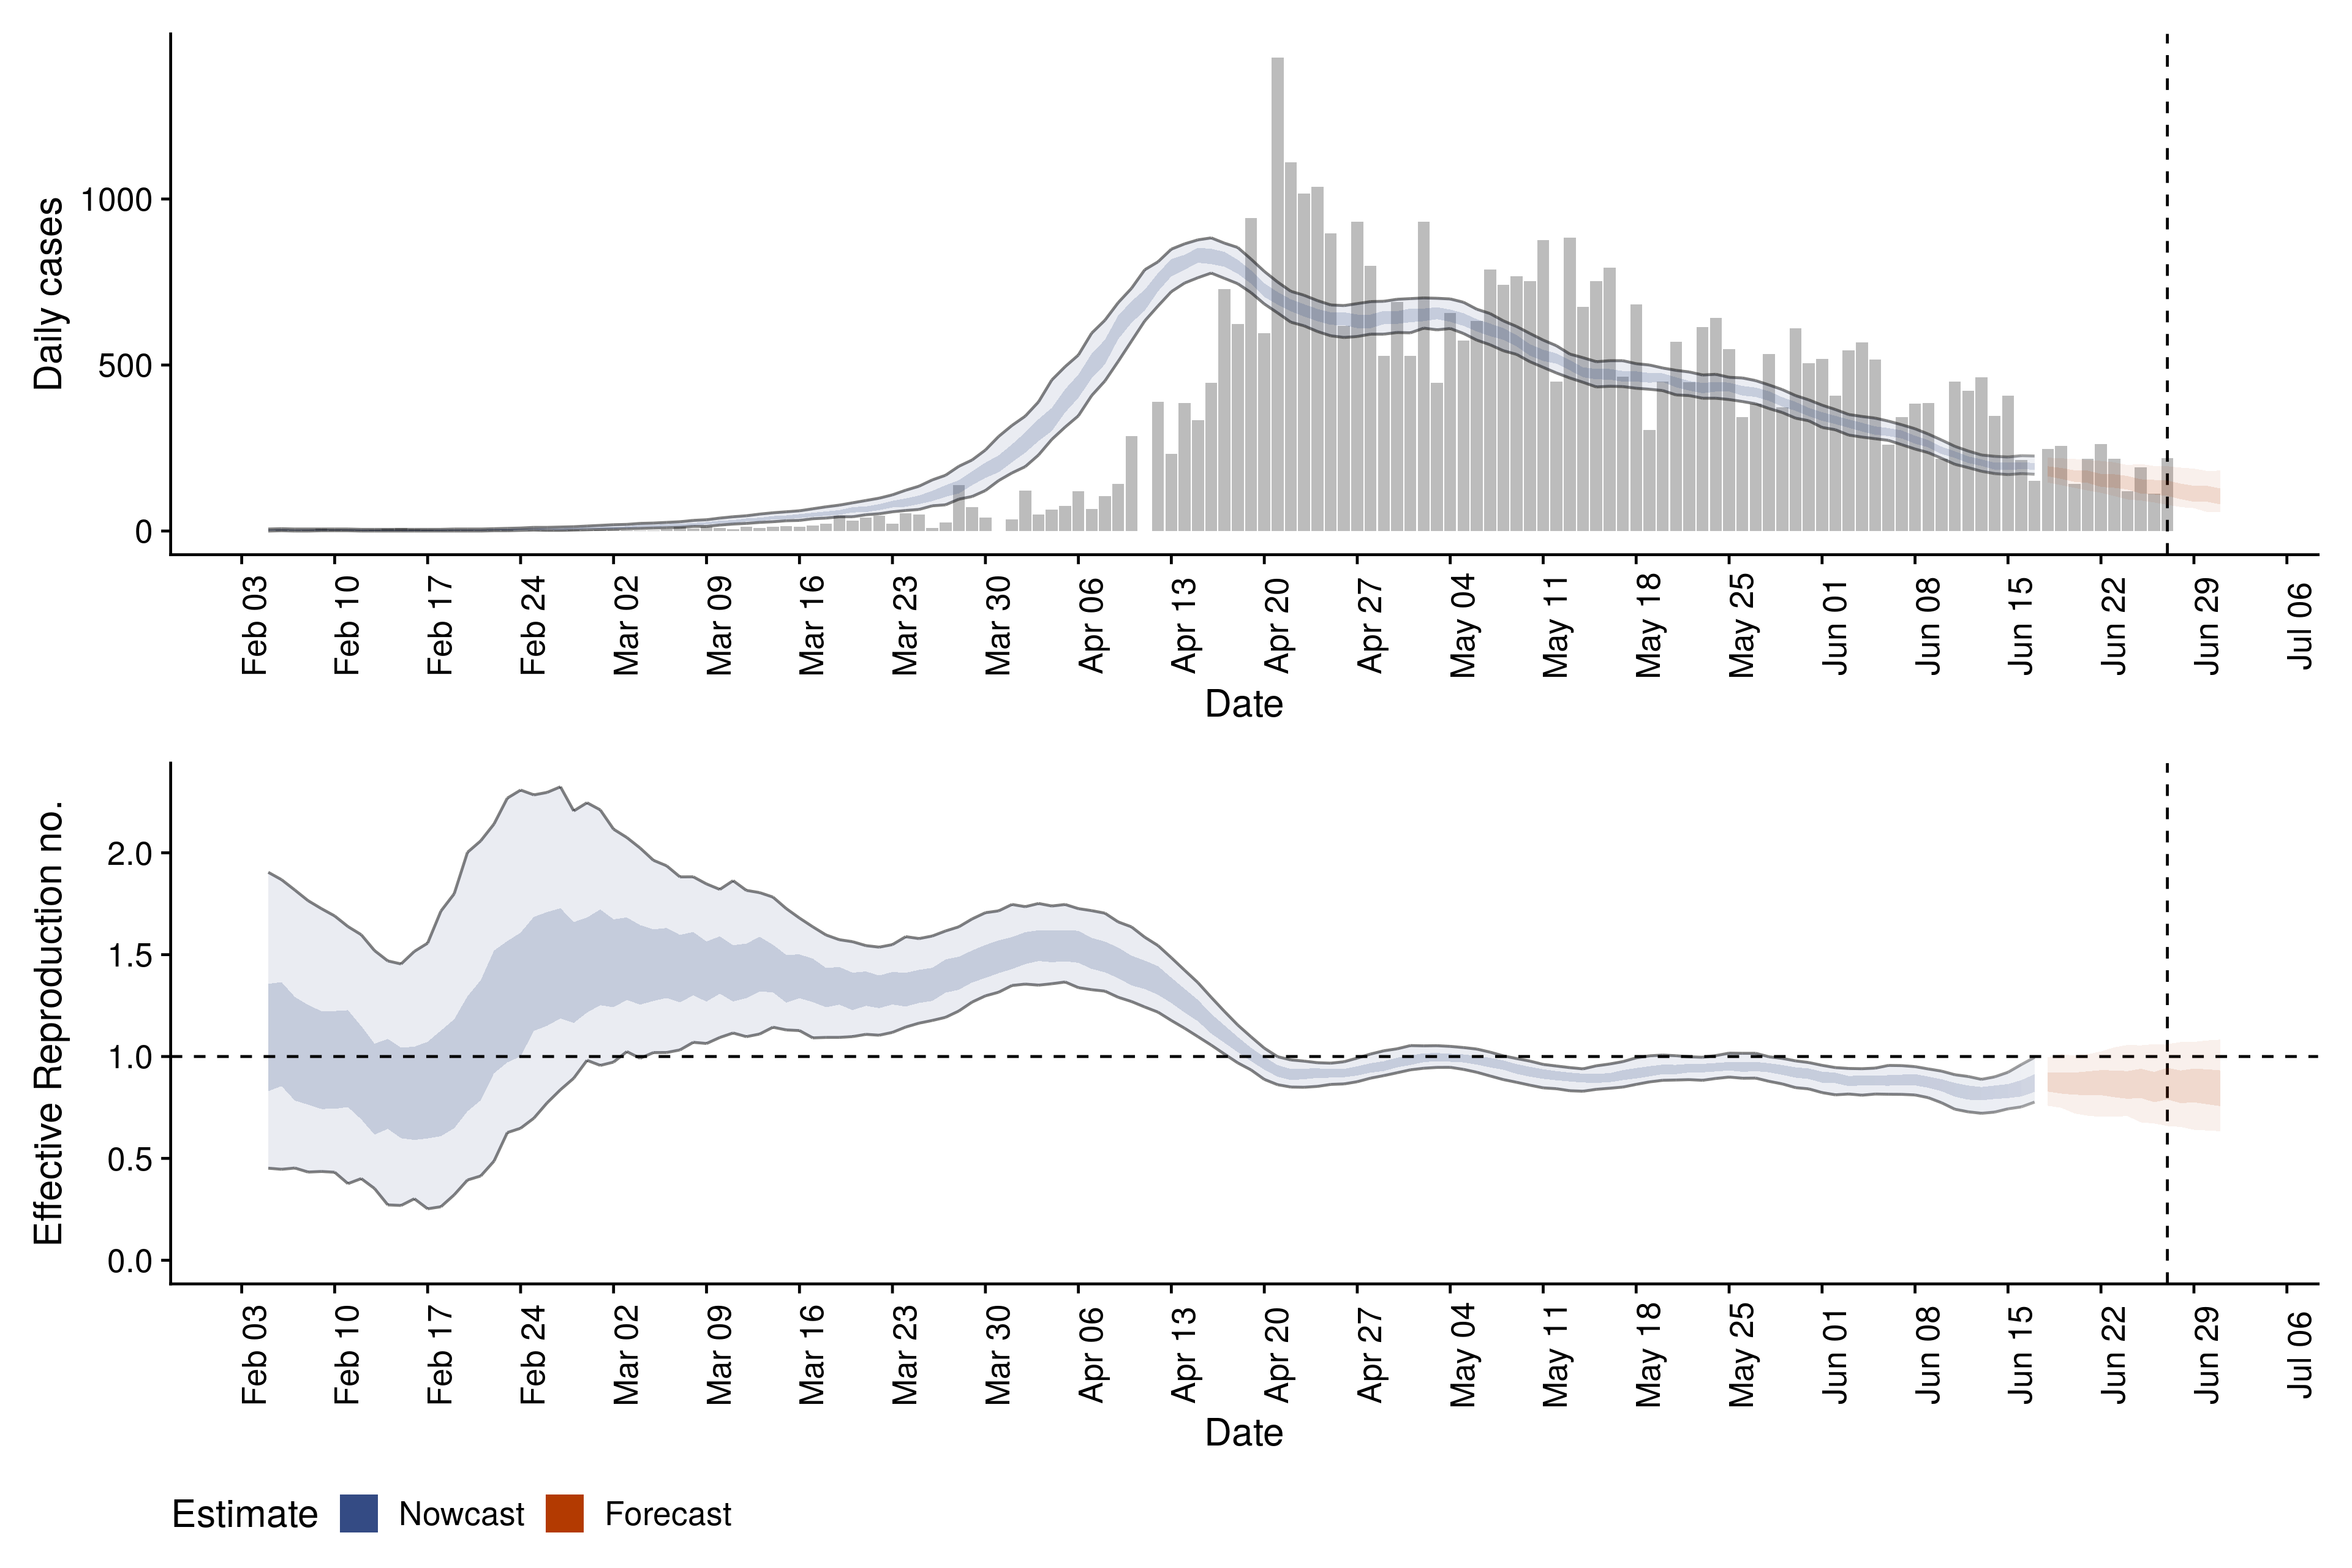 Daily cases
1000
500
0
Feb 03 Feb 10 Feb 17 Feb 24 Mar 02 Mar 09 Mar 16 Mar 23 Mar 30 Apr 06 Apr 13 Apr 20 Apr 27 May 04 May 11 May 18 May 25 Jun 01 Jun 08 Jun 15 Jun 22 Jun 29 Jul 06
Date
Effective Reproduction no.
2.0
1.5
1.0
0.5
0.0
Feb 03 Feb 10 Feb 17 Feb 24 Mar 02 Mar 09 Mar 16 Mar 23 Mar 30 Apr 06 Apr 13 Apr 20 Apr 27 May 04 May 11 May 18 May 25 Jun 01 Jun 08 Jun 15 Jun 22 Jun 29 Jul 06
Date
Estimate Nowcast Forecast